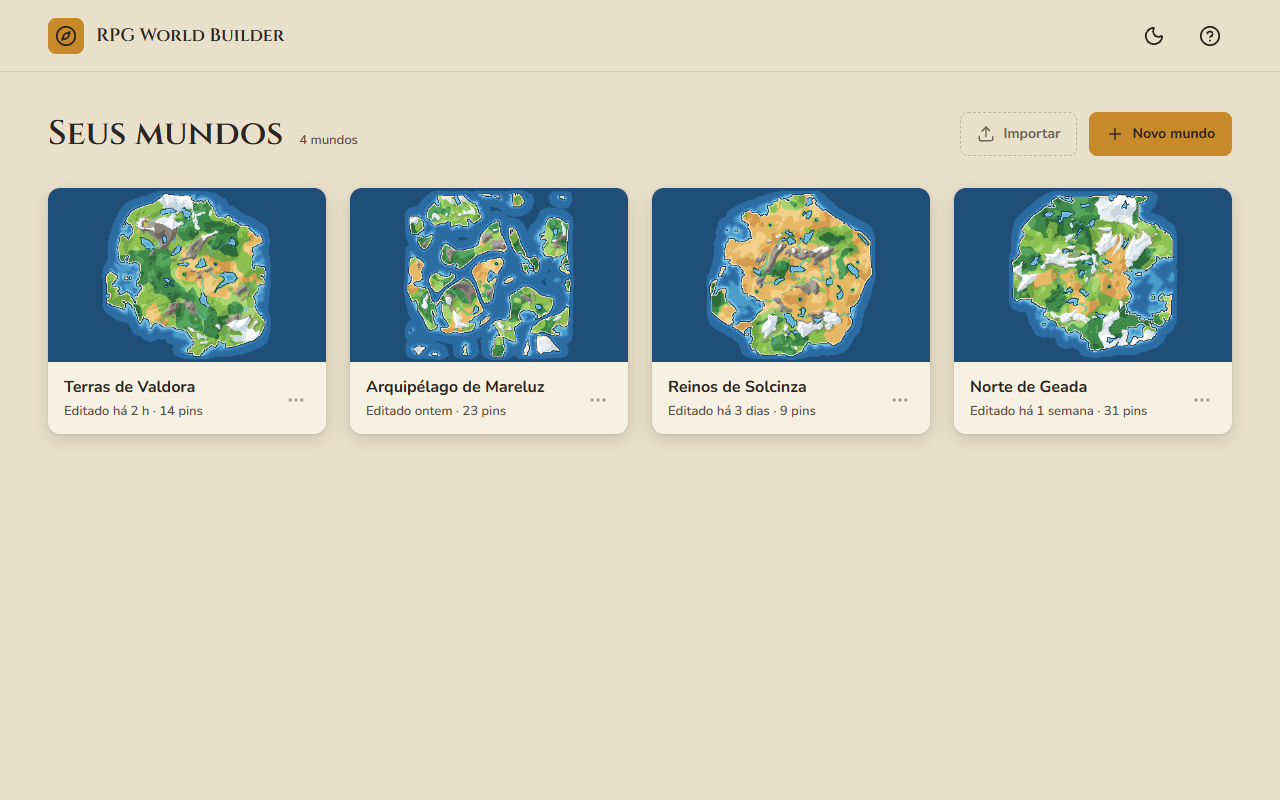 RPG World Builder
Seus mundos
4 mundos
Importar
Novo mundo
Terras de Valdora
Editado há 2 h · 14 pins
Arquipélago de Mareluz
Editado ontem · 23 pins
Reinos de Solcinza
Editado há 3 dias · 9 pins
Norte de Geada
Editado há 1 semana · 31 pins